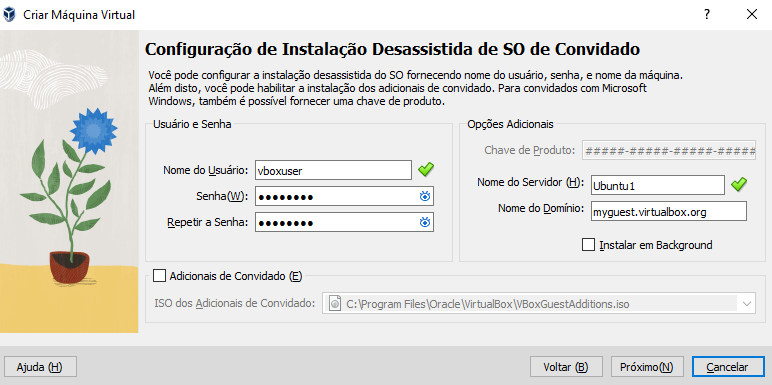 Criar Máquina Virtual
?
Configuração de Instalação Desassistida de SO de Convidado
Você pode configurar a instalação desassistida do SO fornecendo nome do usuário, senha, e nome da máquina.
Além disto, você pode habilitar a instalação dos adicionais de convidado. Para convidados com Microsoft
Windows, também é possível fornecer uma chave de produto.
Usuário e Senha
Nome do Usuário: vboxuser
Senha(W): ●●●●●●●●
Repetir a Senha: ●●●●●●●●
Opções Adicionais
Chave de Produto: #####-#####-#####-#####
Nome do Servidor (H): Ubuntu1
Nome do Domínio: myguest.virtualbox.org
Instalar em Background
Adicionais de Convidado (E)
ISO dos Adicionais de Convidado: C:\Program Files\Oracle\VirtualBox\VBoxGuestAdditions.iso
Ajuda (H)
Voltar (B)
Próximo(N)
Cancelar